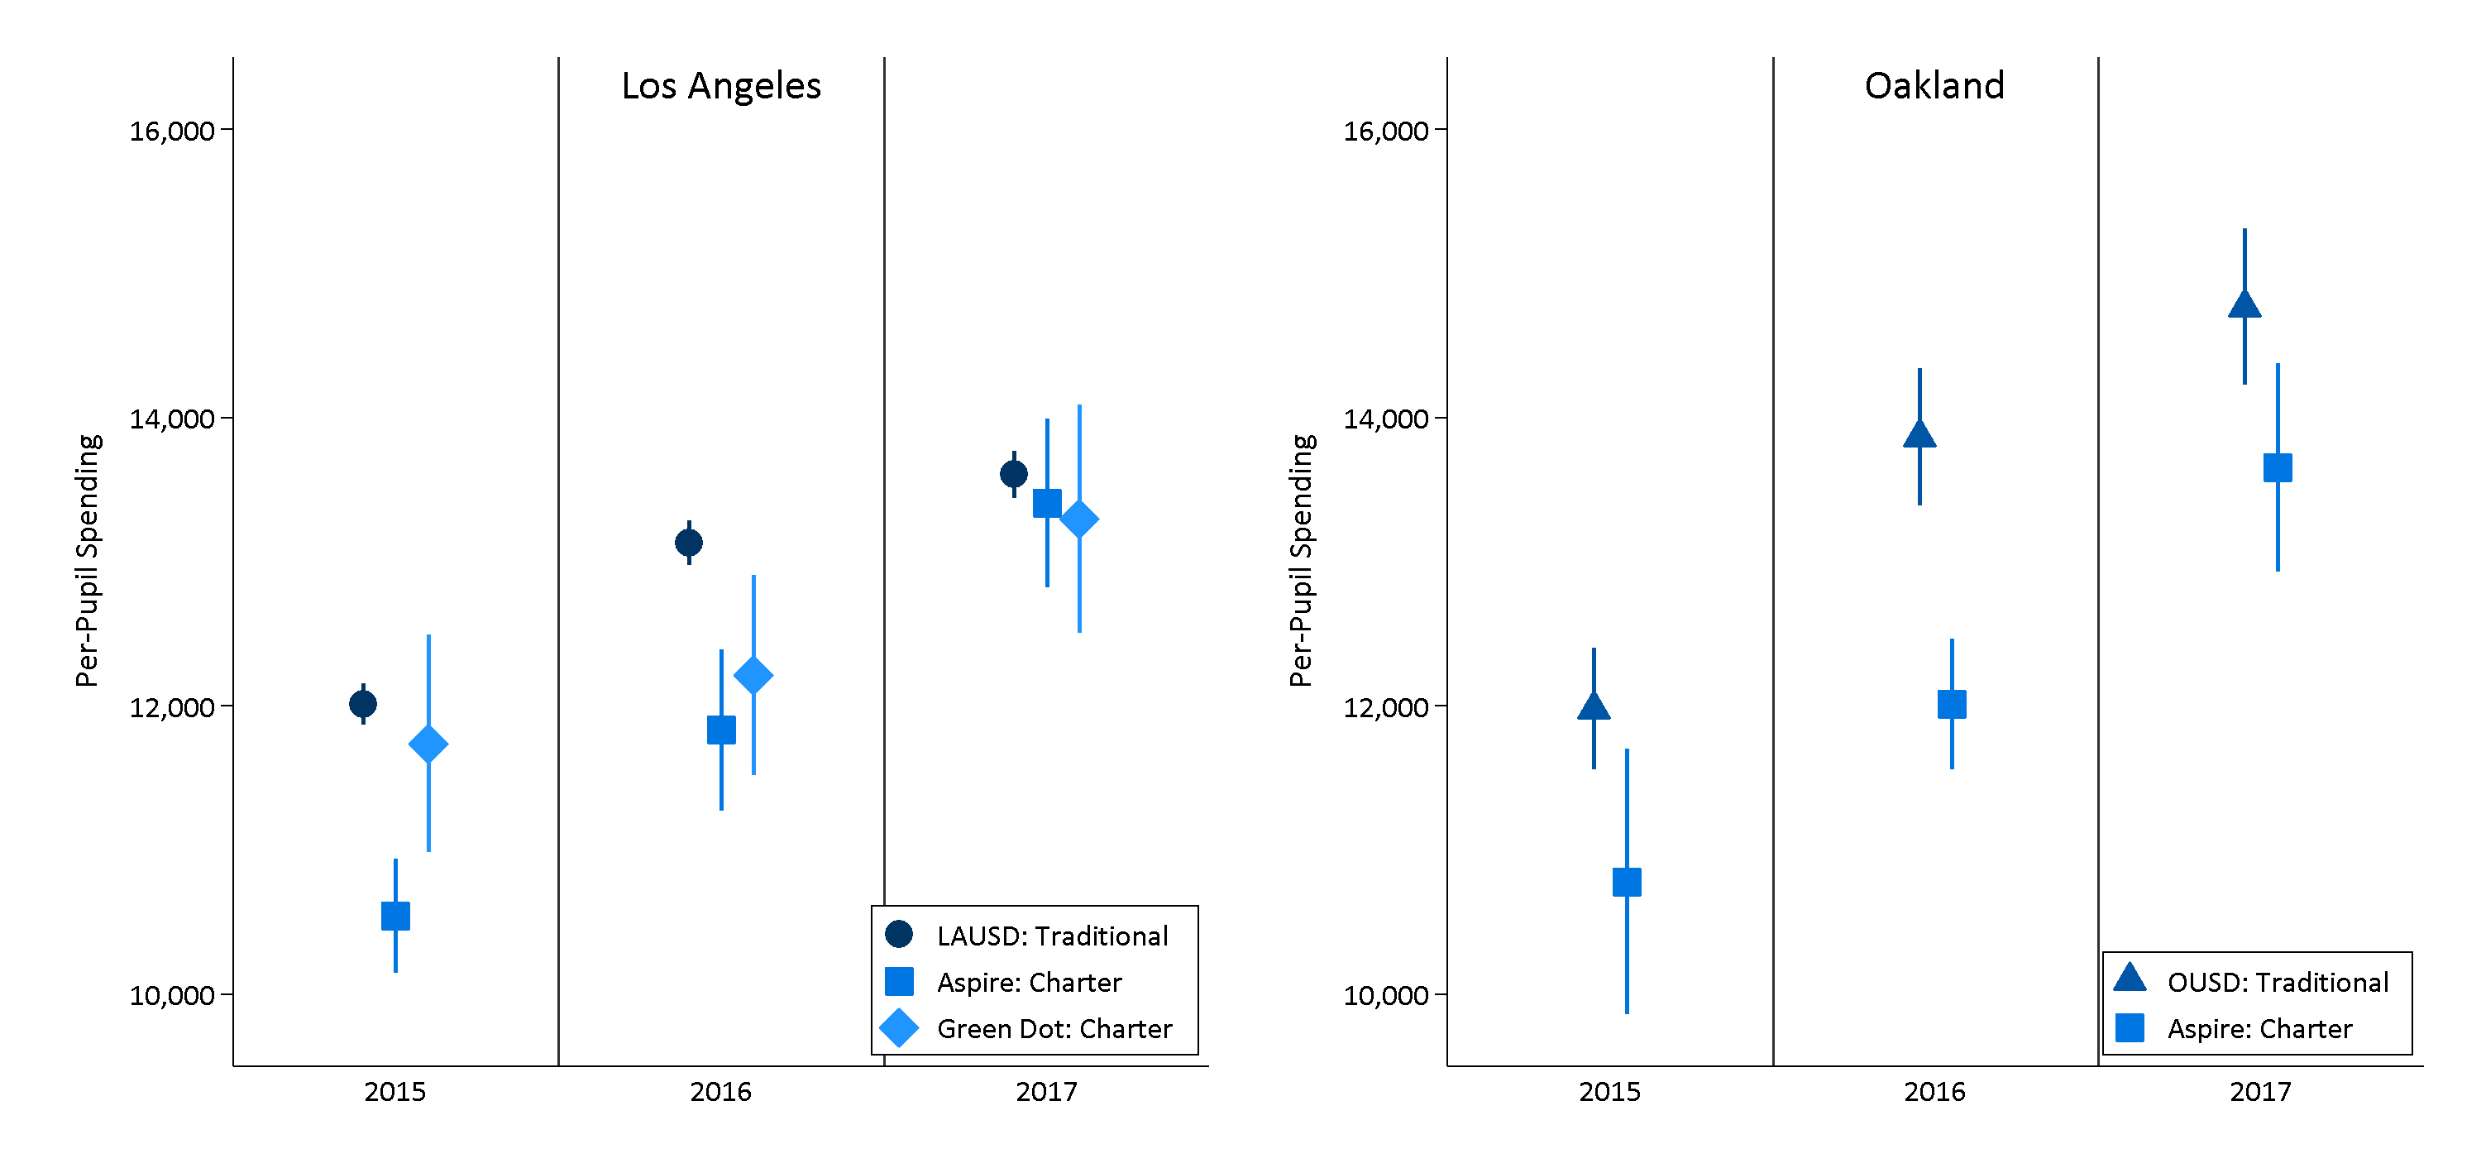 Los Angeles
Per-Pupil Spending
16,000
14,000
12,000
10,000
2015
2016
2017
LAUSD: Traditional
Aspire: Charter
Green Dot: Charter
Oakland
Per-Pupil Spending
16,000
14,000
12,000
10,000
2015
2016
2017
OUSD: Traditional
Aspire: Charter